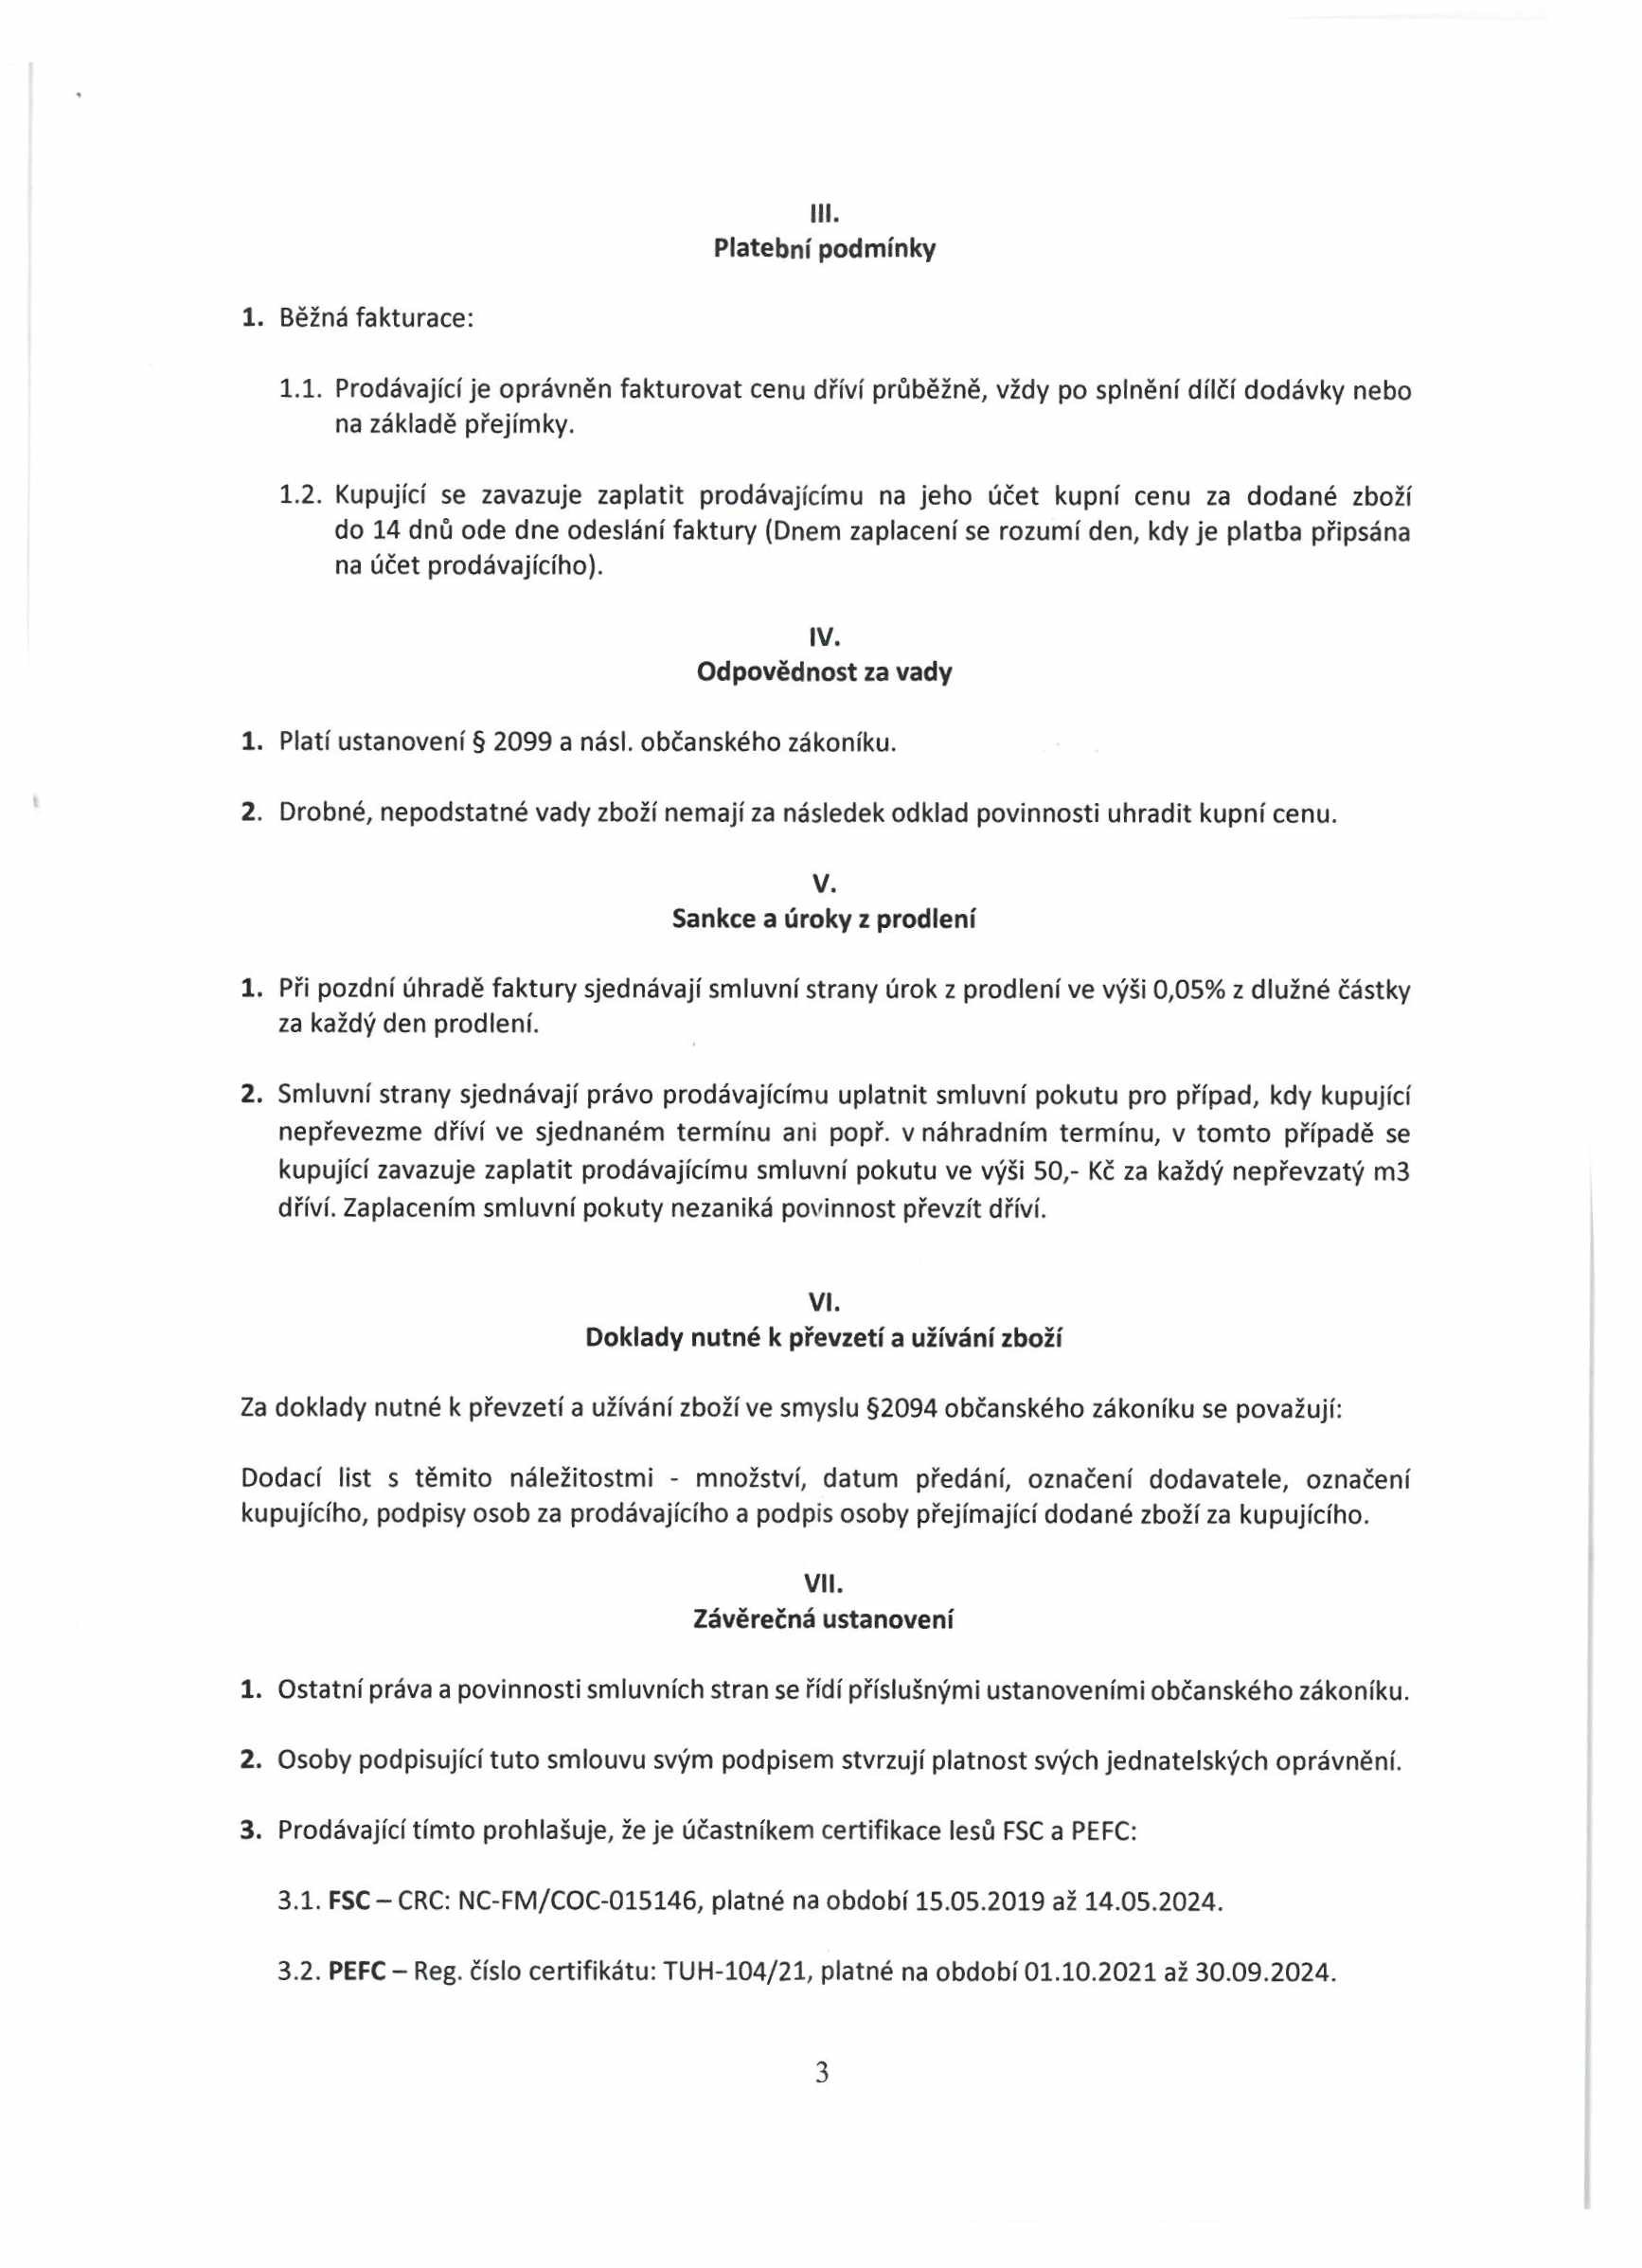 III.
Platební podmínky
1. Běžná fakturace:
1.1. Prodávající je oprávněn fakturovat cenu dříví průběžně, vždy po splnění dílčí dodávky nebo
na základě přejímky.
1.2. Kupující se zavazuje zaplatit prodávajícímu na jeho účet kupní cenu za dodané zboží
do 14 dnů ode dne odeslání faktury (Dnem zaplacení se rozumí den, kdy je platba připsána
na účet prodávajícího).
IV.
Odpovědnost za vady
1. Platí ustanovení § 2099 a násl. občanského zákoníku.
2. Drobné, nepodstatné vady zboží nemají za následek odklad povinnosti uhradit kupní cenu.
V.
Sankce a úroky z prodlení
1. Při pozdní úhradě faktury sjednávají smluvní strany úrok z prodlení ve výši 0,05% z dlužné částky
za každý den prodlení.
2. Smluvní strany sjednávají právo prodávajícímu uplatnit smluvní pokutu pro případ, kdy kupující
nepřevezme dříví ve sjednaném termínu ani popř. v náhradním termínu, v tomto případě se
kupující zavazuje zaplatit prodávajícímu smluvní pokutu ve výši 50,- Kč za každý nepřevzatý m3
dříví. Zaplacením smluvní pokuty nezaniká povinnost převzít dříví.
VI.
Doklady nutné k převzetí a užívání zboží
Za doklady nutné k převzetí a užívání zboží ve smyslu §2094 občanského zákoníku se považují:
Dodací list s těmito náležitostmi - množství, datum předání, označení dodavatele, označení
kupujícího, podpisy osob za prodávajícího a podpis osoby přejímající dodané zboží za kupujícího.
VII.
Závěrečná ustanovení
1. Ostatní práva a povinnosti smluvních stran se řídí příslušnými ustanoveními občanského zákoníku.
2. Osoby podpisující tuto smlouvu svým podpisem stvrzují platnost svých jednatelských oprávnění.
3. Prodávající tímto prohlašuje, že je účastníkem certifikace lesů FSC a PEFC:
3.1. FSC – CRC: NC-FM/COC-015146, platné na období 15.05.2019 až 14.05.2024.
3.2. PEFC – Reg. číslo certifikátu: TUH-104/21, platné na období 01.10.2021 až 30.09.2024.
3